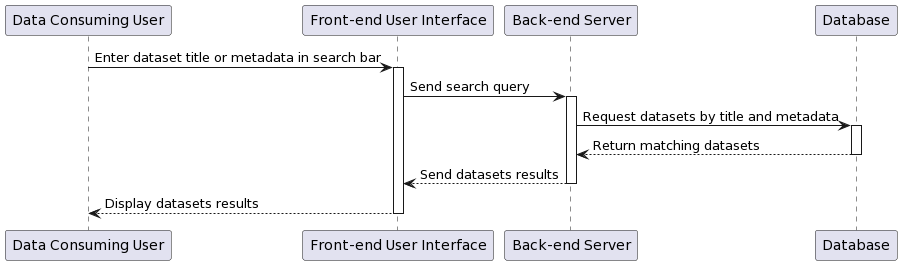 Data Consuming User
Front-end User Interface
Back-end Server
Database
Enter dataset title or metadata in search bar
Send search query
Request datasets by title and metadata
Return matching datasets
Send datasets results
Display datasets results
Data Consuming User
Front-end User Interface
Back-end Server
Database